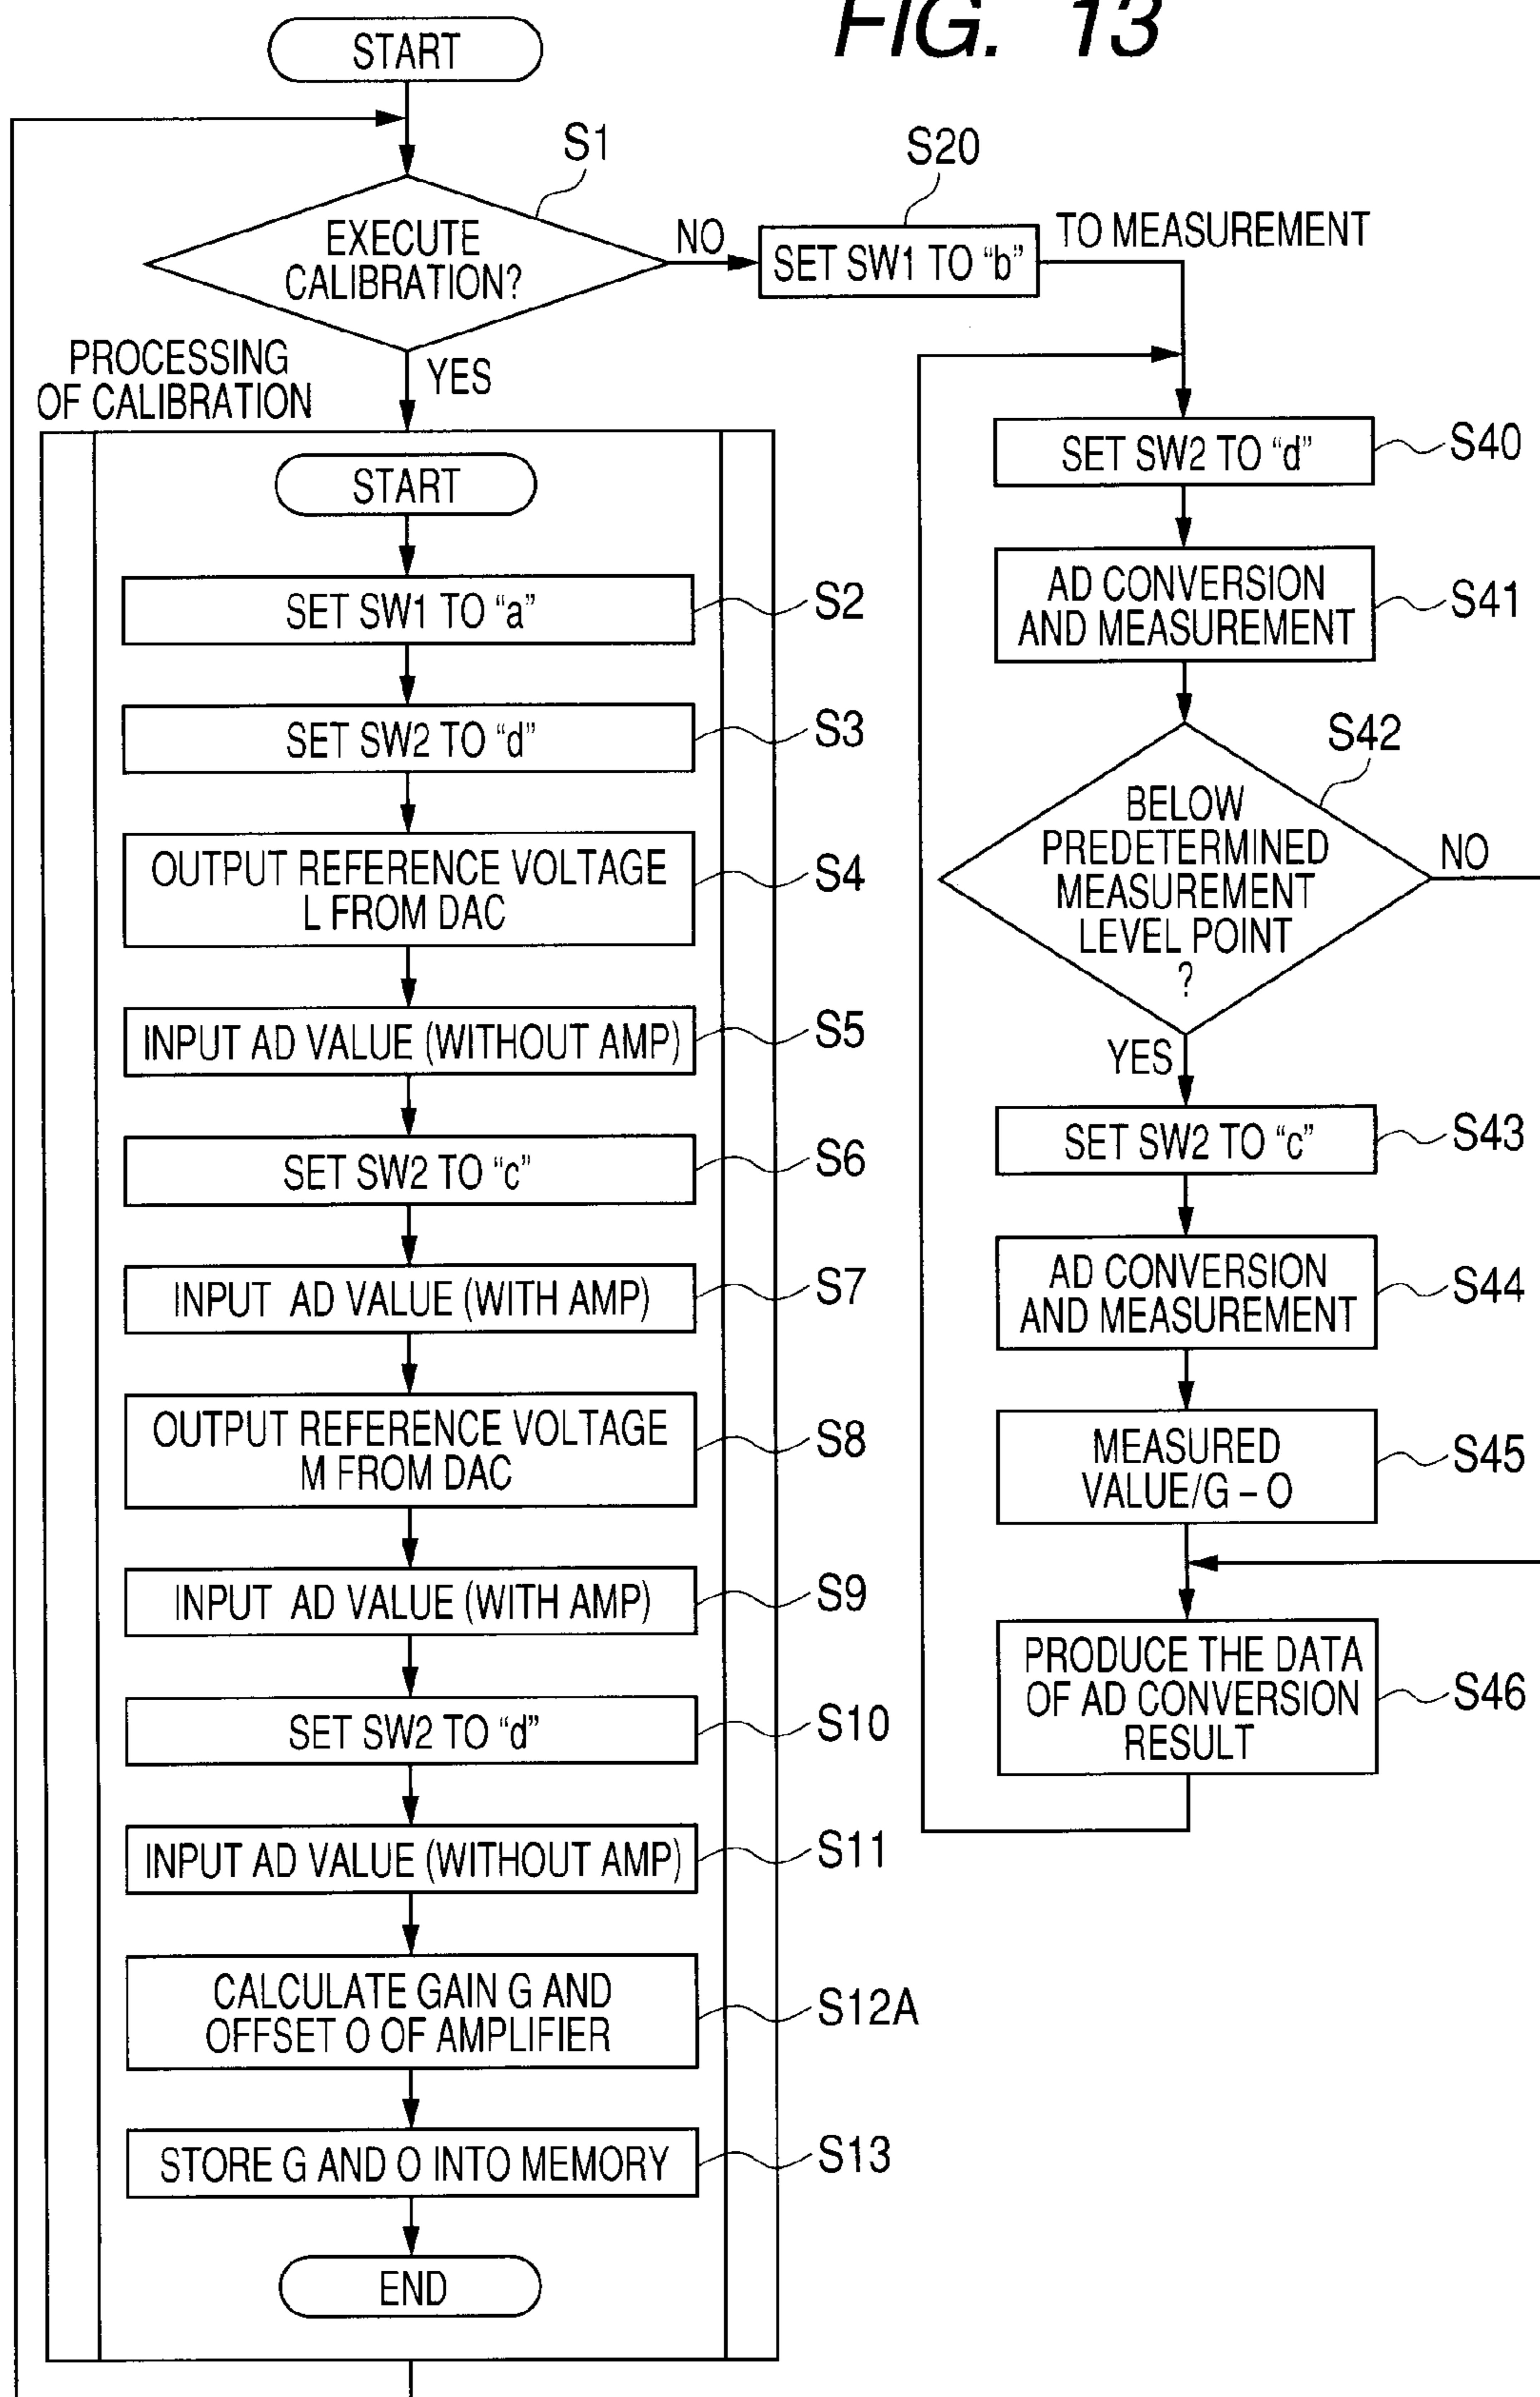 FIG. 13
START
S1
EXECUTE
CALIBRATION?
NO
S20
SET SW1 TO “b”
TO MEASUREMENT
YES
PROCESSING
OF CALIBRATION
START
SET SW1 TO “a”
S2
SET SW2 TO “d”
S3
OUTPUT REFERENCE VOLTAGE
L FROM DAC
S4
INPUT AD VALUE (WITHOUT AMP)
S5
SET SW2 TO “c”
S6
INPUT AD VALUE (WITH AMP)
S7
OUTPUT REFERENCE VOLTAGE
M FROM DAC
S8
INPUT AD VALUE (WITH AMP)
S9
SET SW2 TO “d”
S10
INPUT AD VALUE (WITHOUT AMP)
S11
CALCULATE GAIN G AND
OFFSET O OF AMPLIFIER
S12A
STORE G AND O INTO MEMORY
S13
END
SET SW2 TO “d”
S40
AD CONVERSION
AND MEASUREMENT
S41
S42
BELOW
PREDETERMINED
MEASUREMENT
LEVEL POINT
?
NO
YES
SET SW2 TO “c”
S43
AD CONVERSION
AND MEASUREMENT
S44
MEASURED
VALUE/G – O
S45
PRODUCE THE DATA
OF AD CONVERSION
RESULT
S46